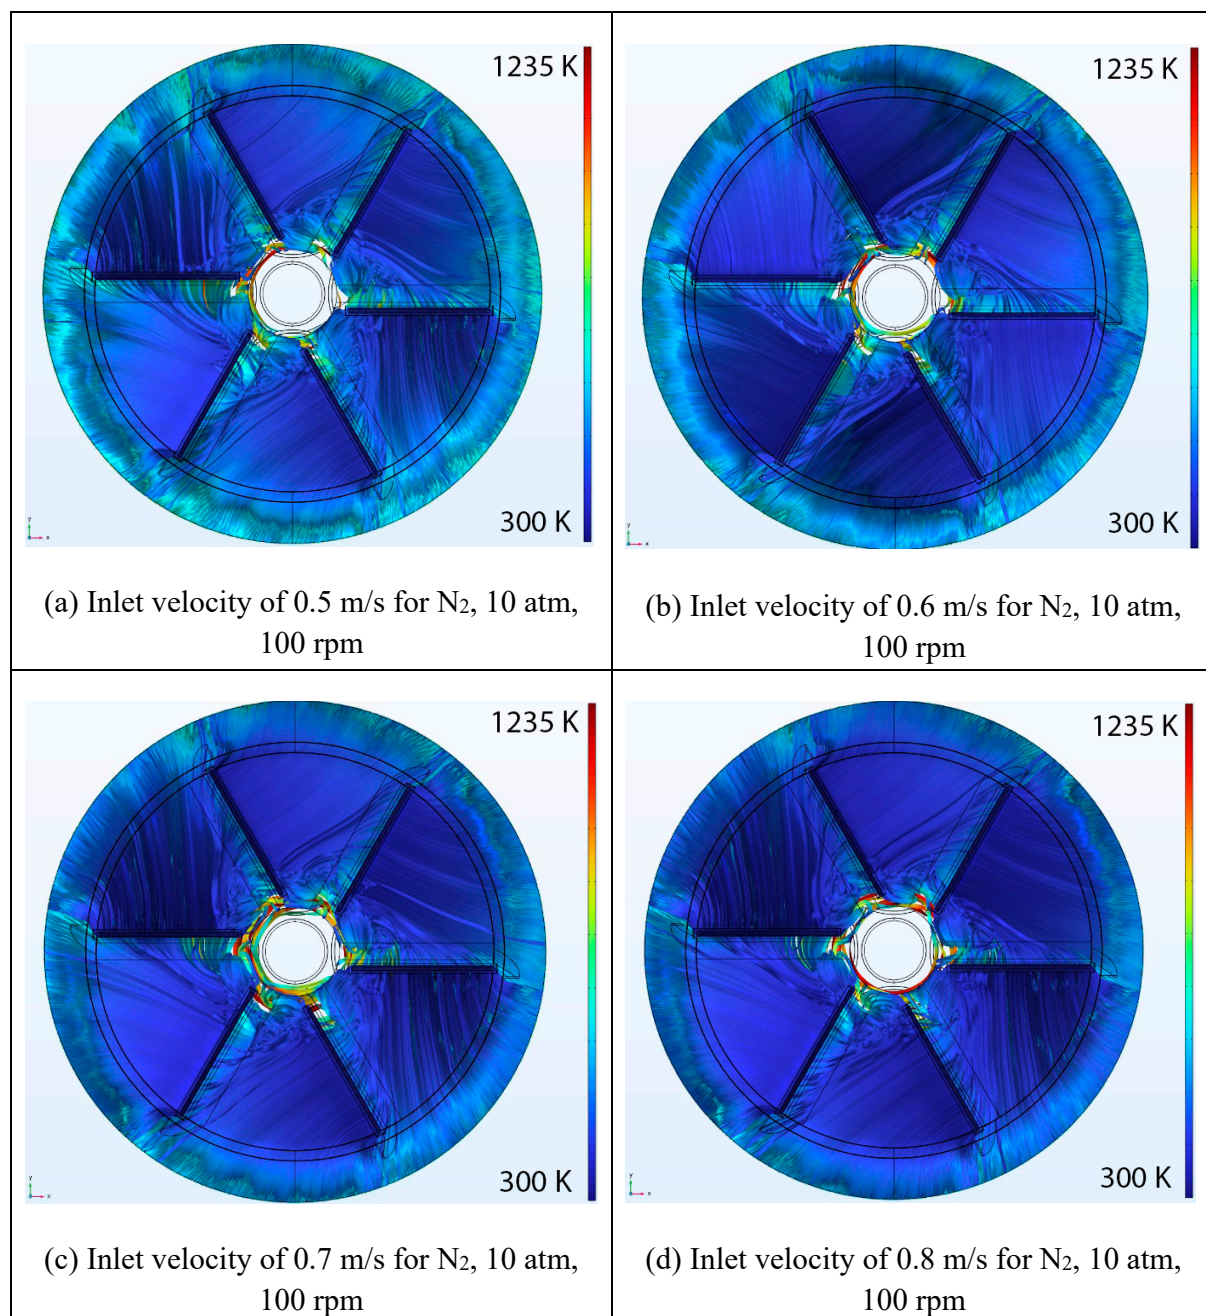 1235 K
300 K
y
x
(a) Inlet velocity of 0.5 m/s for N₂, 10 atm,
100 rpm
1235 K
300 K
y
x
(b) Inlet velocity of 0.6 m/s for N₂, 10 atm,
100 rpm
1235 K
300 K
y
x
(c) Inlet velocity of 0.7 m/s for N₂, 10 atm,
100 rpm
1235 K
300 K
y
x
(d) Inlet velocity of 0.8 m/s for N₂, 10 atm,
100 rpm